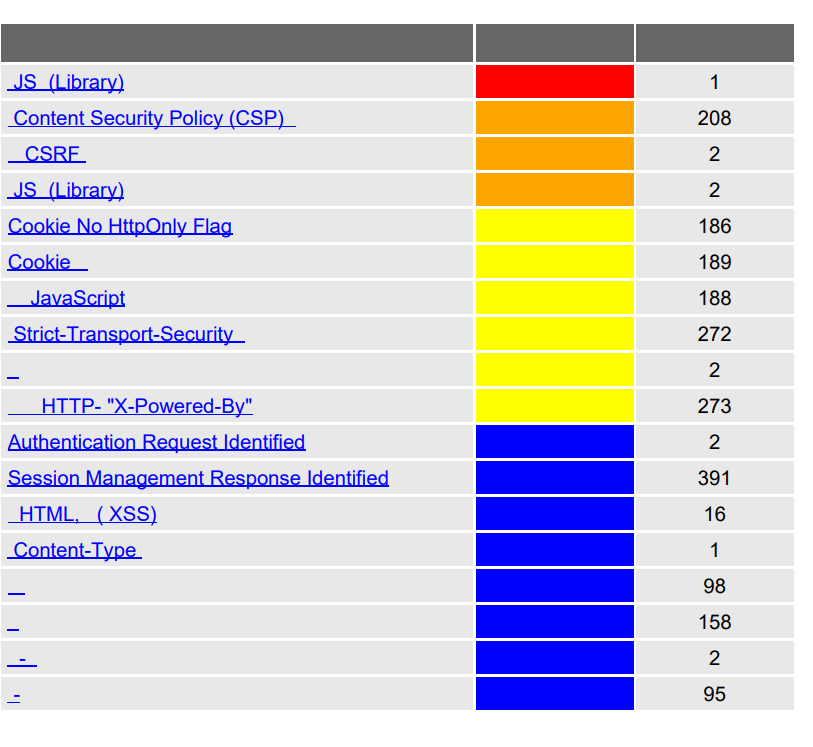 JS (Library) 1
Content Security Policy (CSP) 208
CSRF 2
JS (Library) 2
Cookie No HttpOnly Flag 186
Cookie 189
JavaScript 188
Strict-Transport-Security 272
2
HTTP- "X-Powered-By" 273
Authentication Request Identified 2
Session Management Response Identified 391
HTML, ( XSS) 16
Content-Type 1
98
158
- 2
- 95